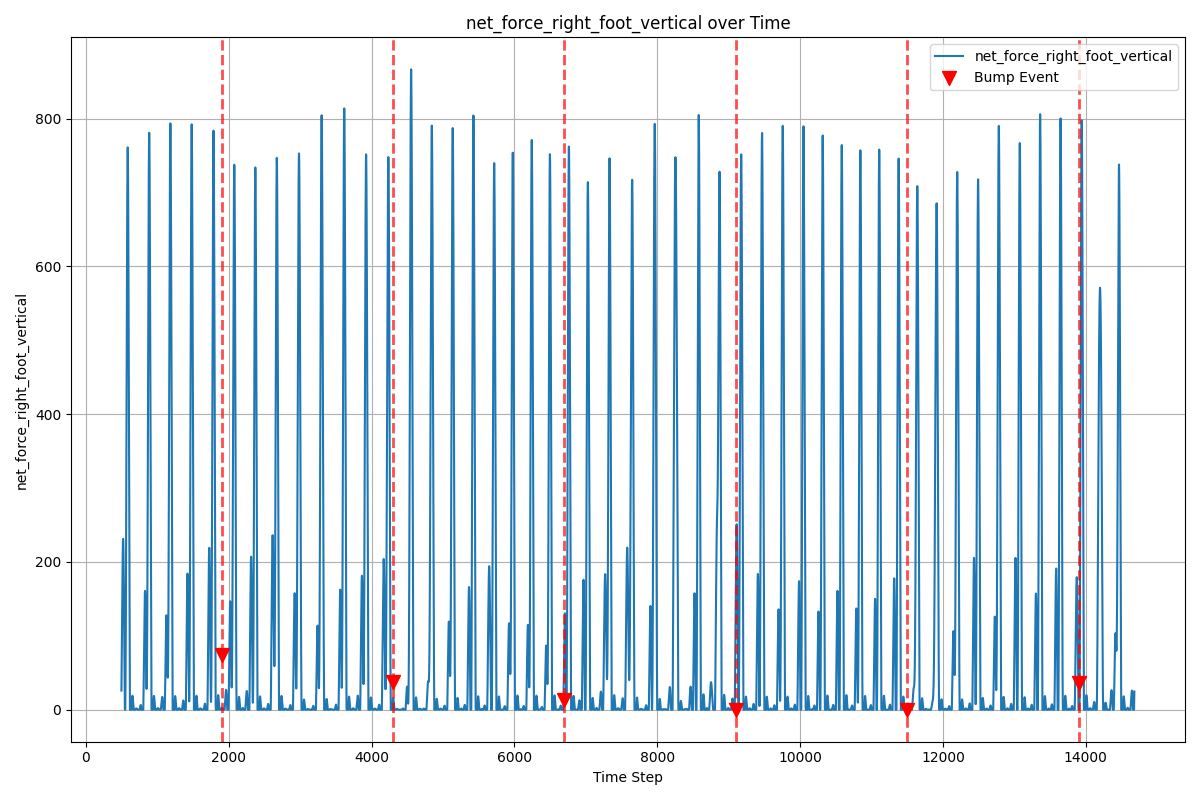 net_force_right_foot_vertical over Time
net_force_right_foot_vertical
Bump Event
800
600
400
200
0
net_force_right_foot_vertical
0
2000
4000
6000
8000
10000
12000
14000
Time Step